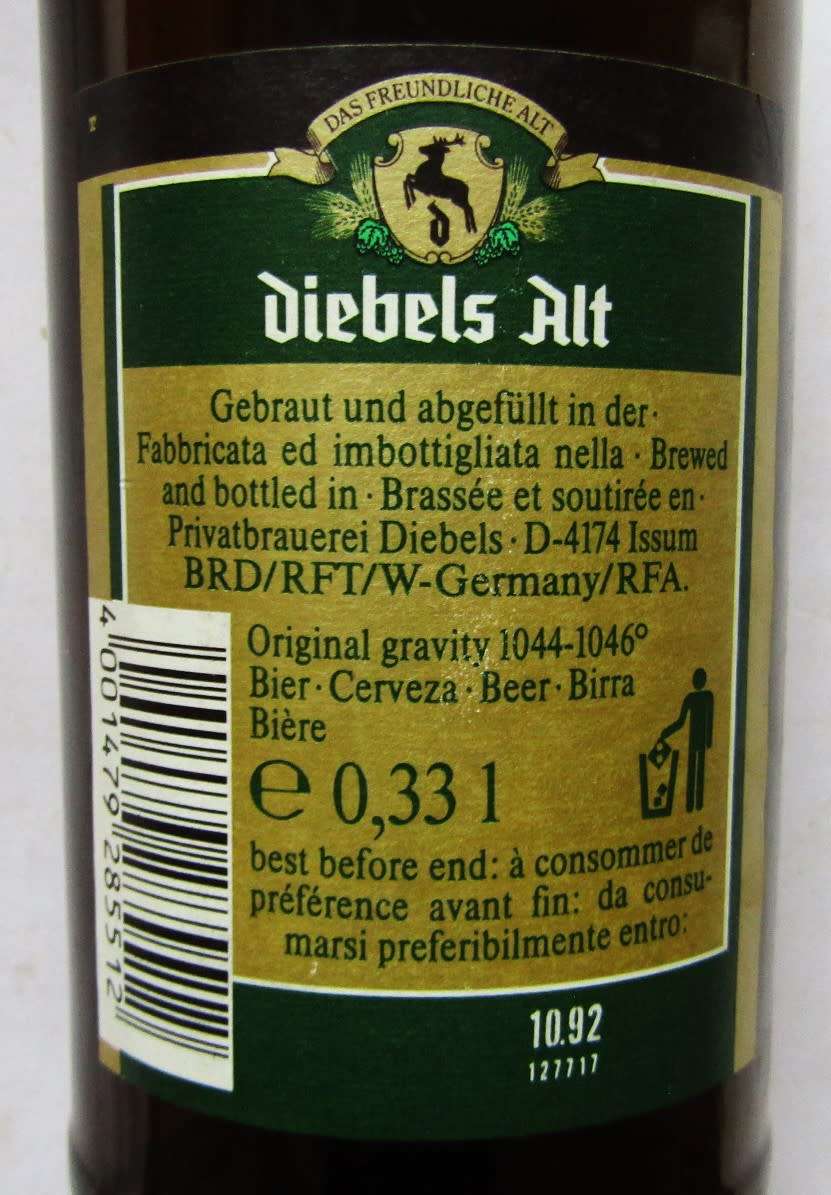 DAS FREUNDLICHE ALT
d
diebels Alt
Gebraut und abgefüllt in der·
Fabbricata ed imbottigliata nella · Brewed
and bottled in · Brassée et soutirée en·
Privatbrauerei Diebels · D-4174 Issum
BRD/RFT/W-Germany/RFA.
Original gravity 1044-1046°
Bier · Cerveza · Beer · Birra
Bière
e 0,33 l
best before end: à consommer de
préférence avant fin: da consu-
marsi preferibilmente entro:
10.92
127717
4 001479 285512